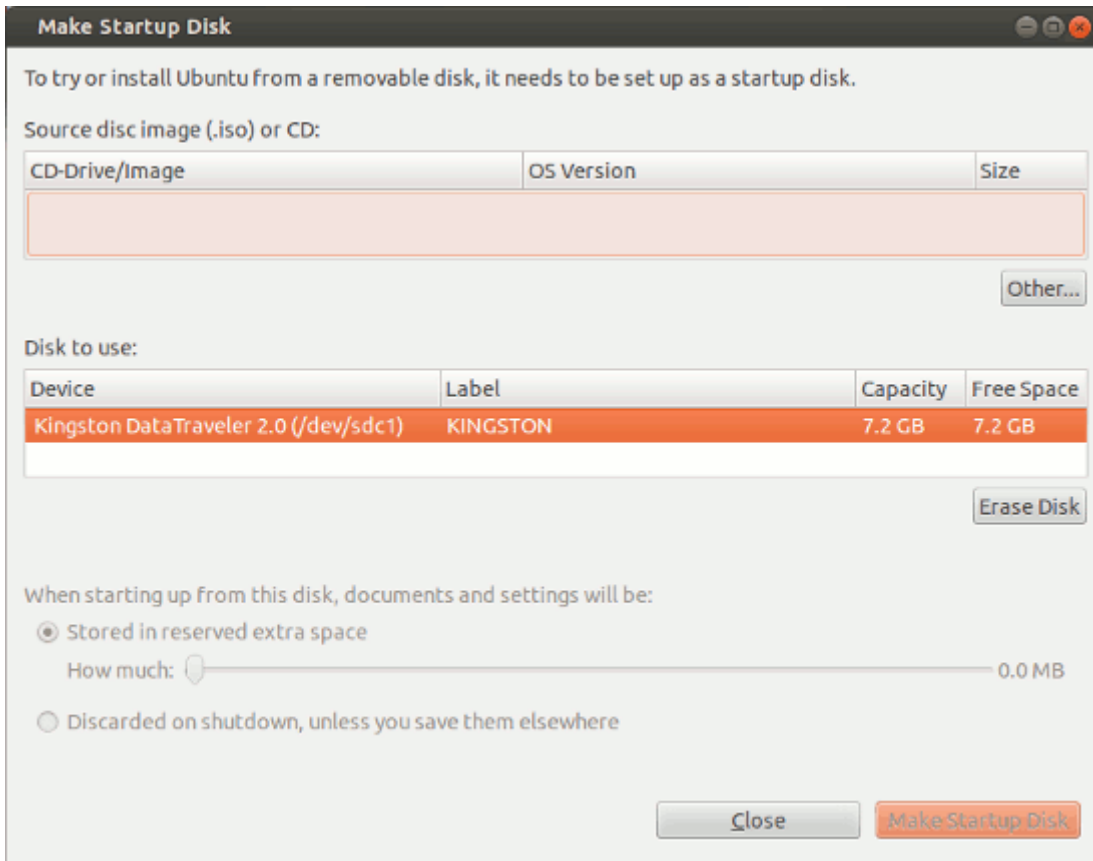 Make Startup Disk
To try or install Ubuntu from a removable disk, it needs to be set up as a startup disk.
Source disc image (.iso) or CD:
CD-Drive/Image OS Version Size
Other...
Disk to use:
Device Label Capacity Free Space
Kingston DataTraveler 2.0 (/dev/sdc1) KINGSTON 7.2 GB 7.2 GB
Erase Disk
When starting up from this disk, documents and settings will be:
Stored in reserved extra space
How much: 0.0 MB
Discarded on shutdown, unless you save them elsewhere
Close Make Startup Disk